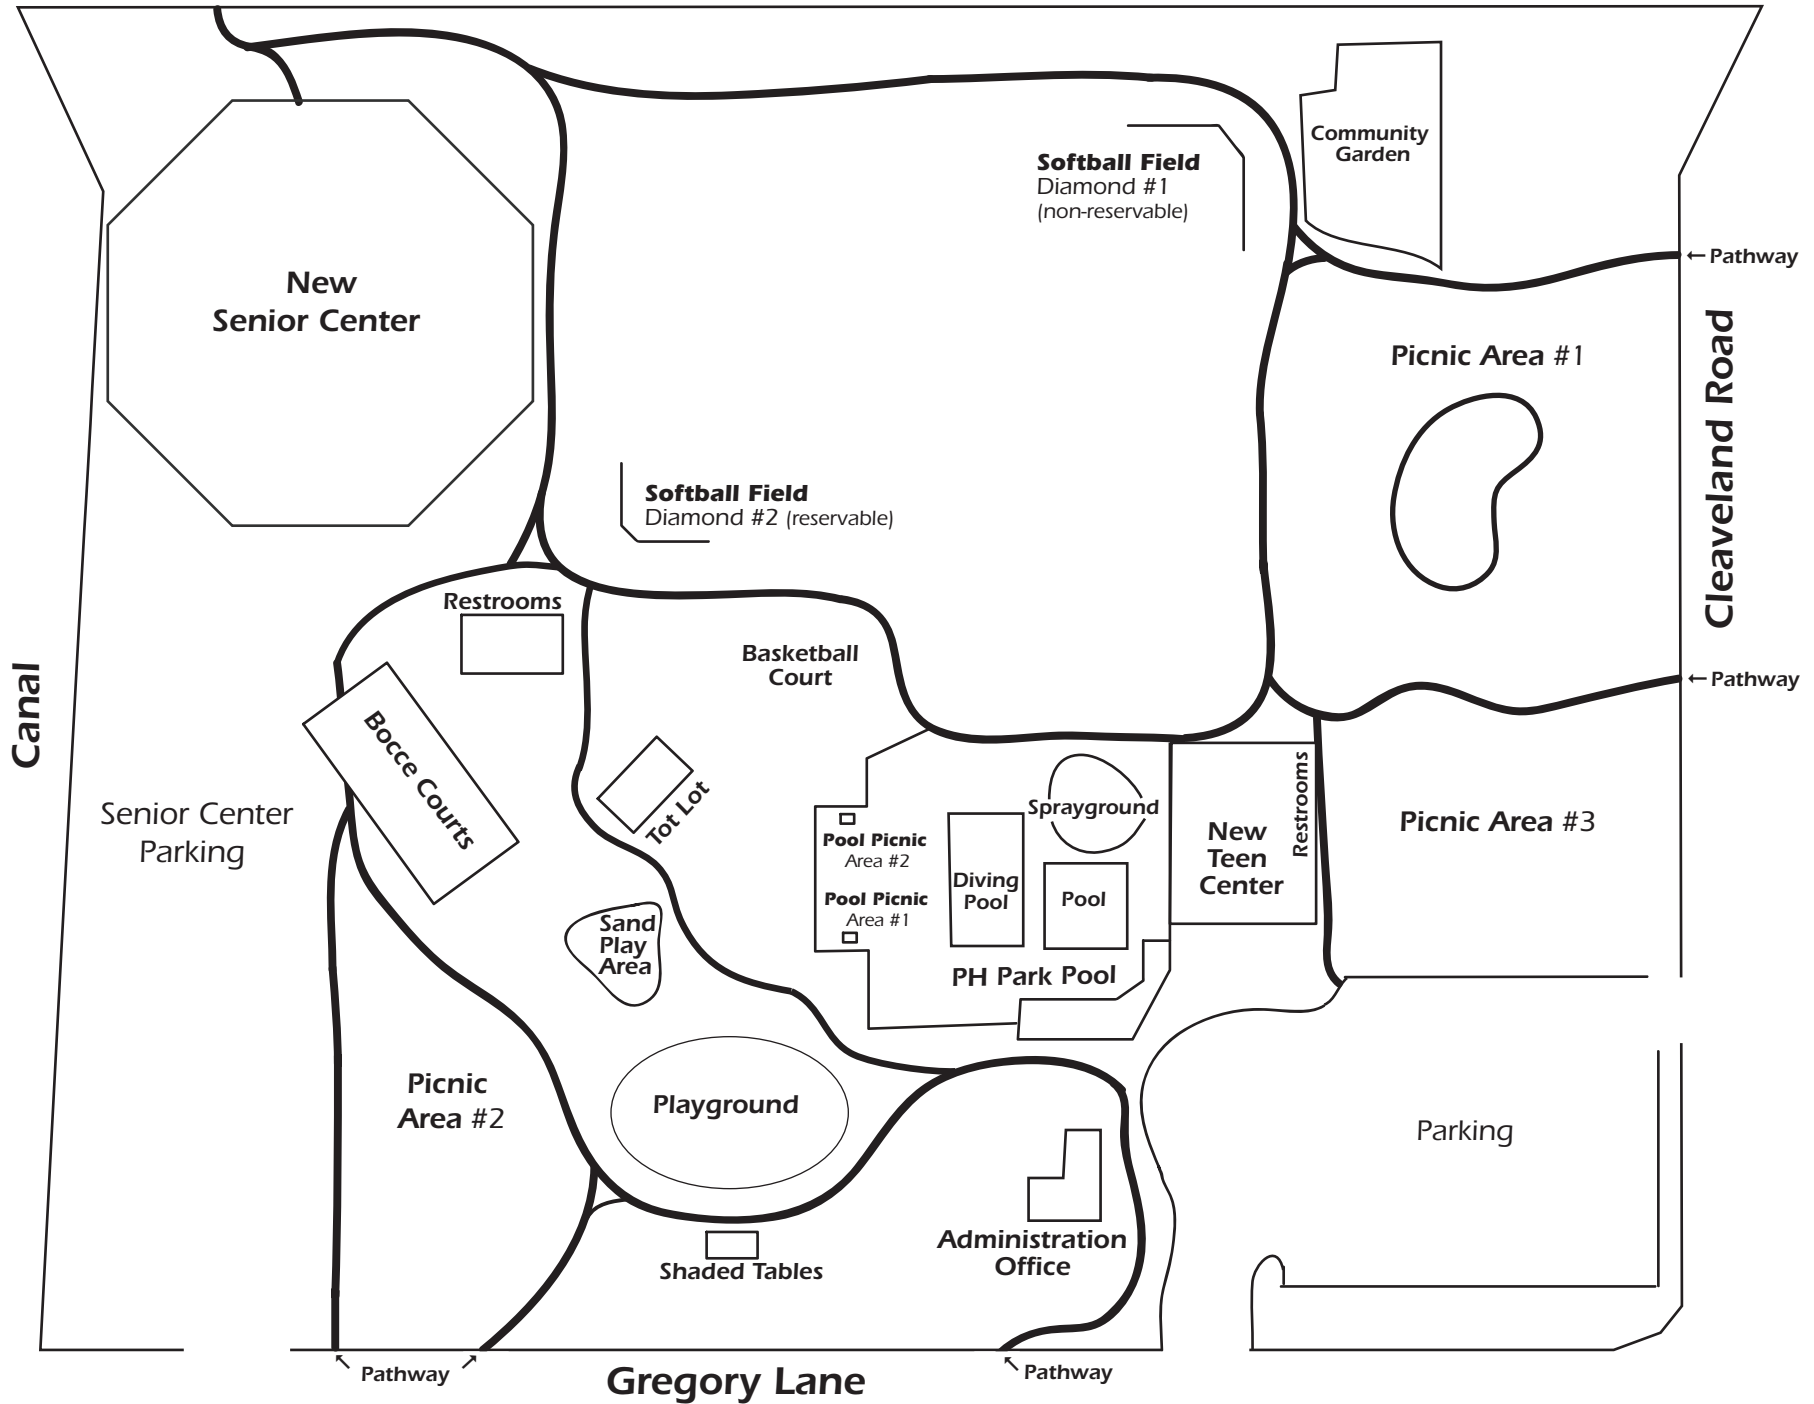 Community
Garden
Softball Field
Diamond #1
(non-reservable)
← Pathway
New
Senior Center
Picnic Area #1
Cleaveland Road
Softball Field
Diamond #2 (reservable)
Restrooms
Basketball
Court
← Pathway
Canal
Bocce Courts
Tot Lot
Senior Center
Parking
Sprayground
Restrooms
Picnic Area #3
Pool Picnic
Area #2
New
Teen
Center
Diving
Pool
Pool
Pool Picnic
Area #1
Sand
Play
Area
PH Park Pool
Picnic
Area #2
Playground
Parking
Administration
Office
Shaded Tables
Pathway
Gregory Lane
Pathway